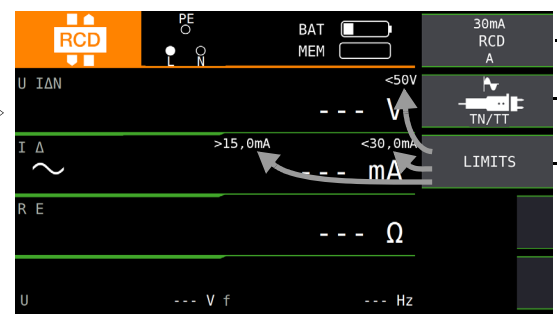 RCD
PE
L N
BAT
MEM
30mA
RCD
A
U IΔN
<50V
--- V
TN/TT
I Δ
>15,0mA
<30,0mA
--- mA
LIMITS
R E
--- Ω
U --- V f --- Hz